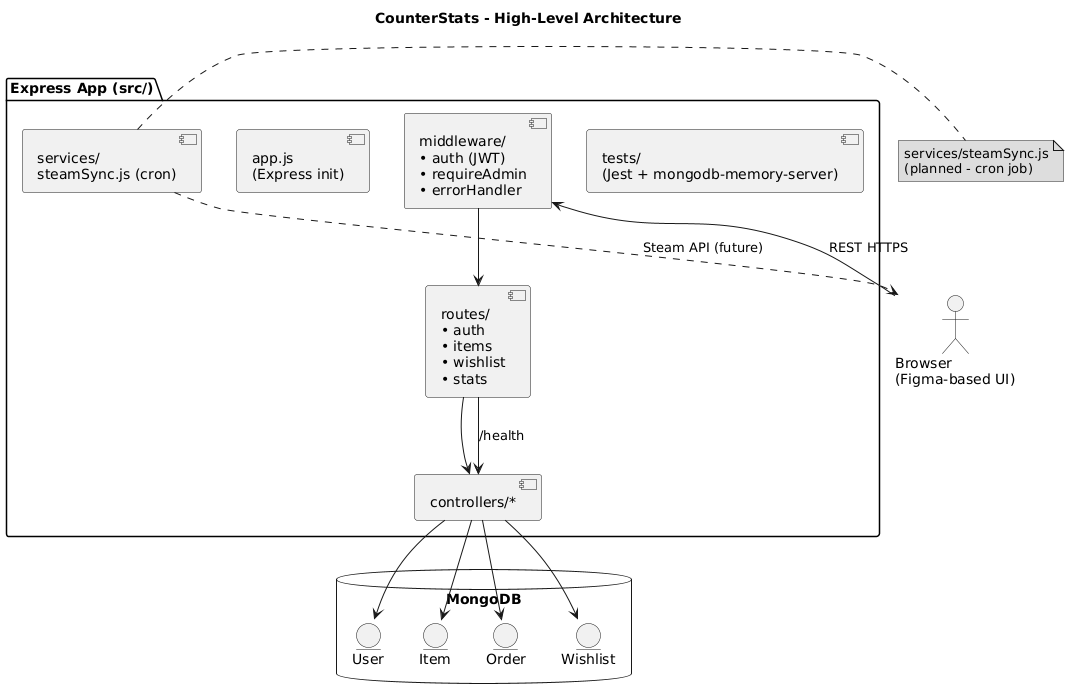 CounterStats - High-Level Architecture
Express App (src/)
services/
steamSync.js (cron)
app.js
(Express init)
middleware/
• auth (JWT)
• requireAdmin
• errorHandler
tests/
(Jest + mongodb-memory-server)
services/steamSync.js
(planned - cron job)
Steam API (future)
REST HTTPS
routes/
• auth
• items
• wishlist
• stats
Browser
(Figma-based UI)
/health
controllers/*
MongoDB
User
Item
Order
Wishlist